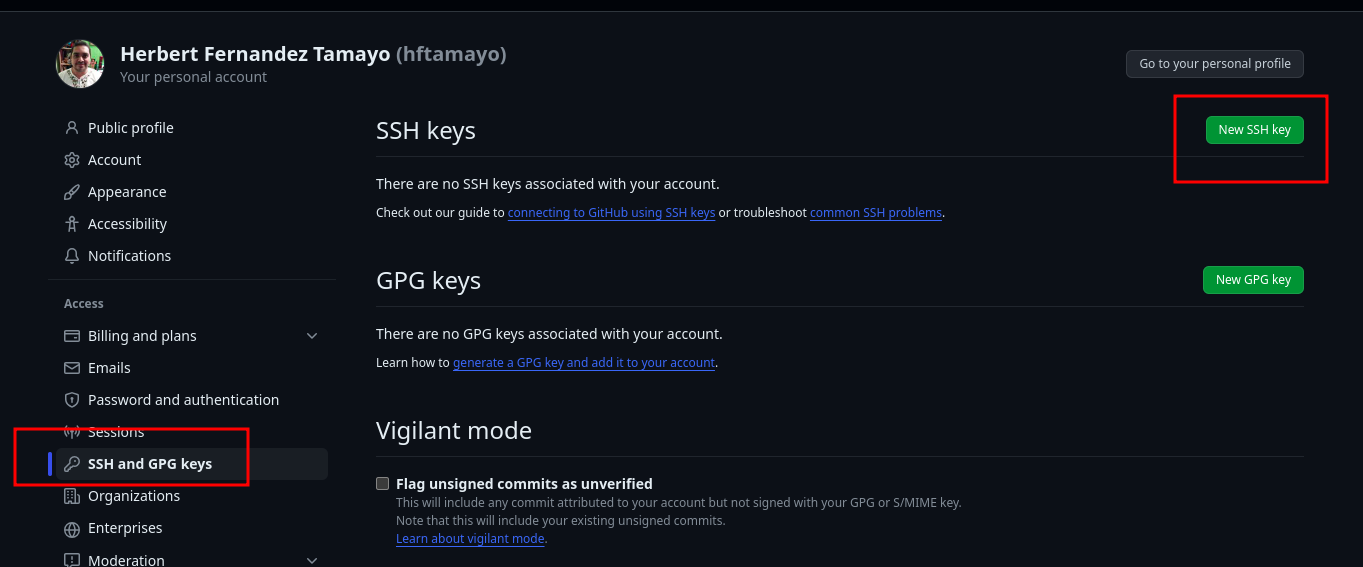 Herbert Fernandez Tamayo (hftamayo)
Your personal account
Go to your personal profile
Public profile
Account
Appearance
Accessibility
Notifications
Access
Billing and plans
Emails
Password and authentication
Sessions
SSH and GPG keys
Organizations
Enterprises
Moderation
SSH keys
New SSH key
There are no SSH keys associated with your account.
Check out our guide to connecting to GitHub using SSH keys or troubleshoot common SSH problems.
GPG keys
New GPG key
There are no GPG keys associated with your account.
Learn how to generate a GPG key and add it to your account.
Vigilant mode
Flag unsigned commits as unverified
This will include any commit attributed to your account but not signed with your GPG or S/MIME key.
Note that this will include your existing unsigned commits.
Learn about vigilant mode.